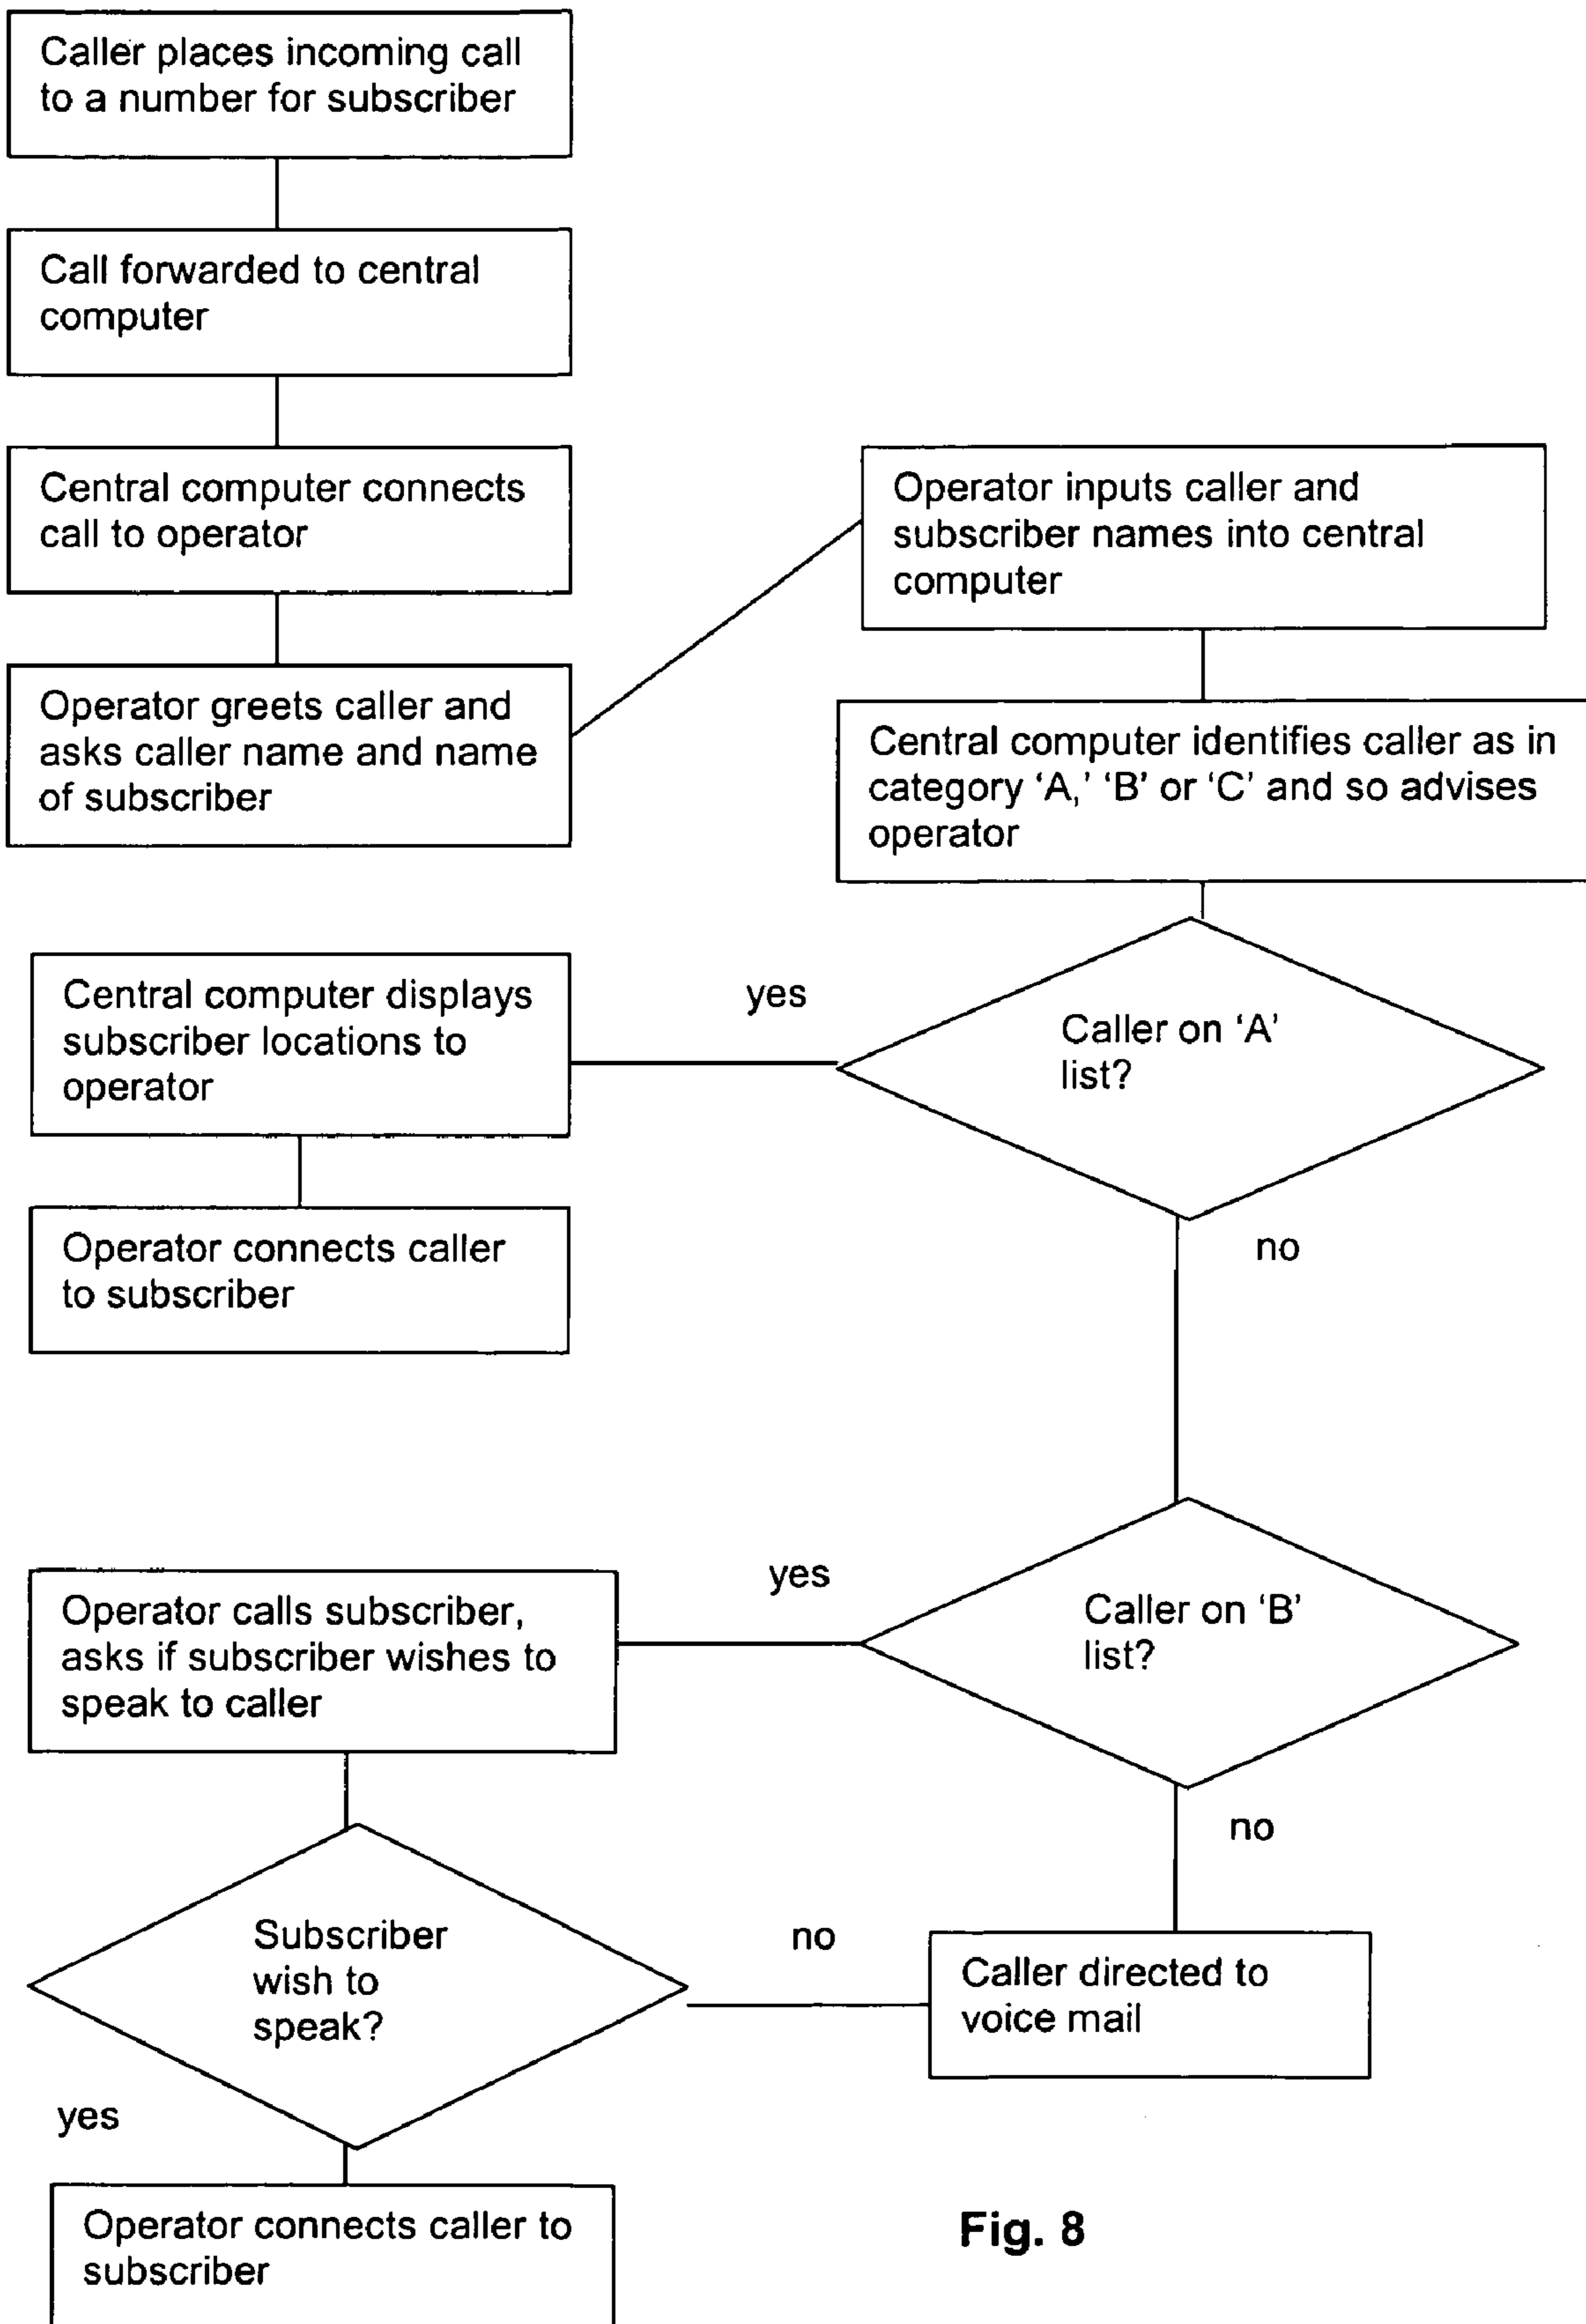 Caller places incoming call
to a number for subscriber
Call forwarded to central
computer
Central computer connects
call to operator
Operator greets caller and
asks caller name and name
of subscriber
Operator inputs caller and
subscriber names into central
computer
Central computer identifies caller as in
category ‘A,’ ‘B’ or ‘C’ and so advises
operator
Caller on ‘A’
list?
yes
Central computer displays
subscriber locations to
operator
Operator connects caller
to subscriber
no
Caller on ‘B’
list?
yes
Operator calls subscriber,
asks if subscriber wishes to
speak to caller
no
Subscriber
wish to
speak?
no
Caller directed to
voice mail
yes
Operator connects caller to
subscriber
Fig. 8